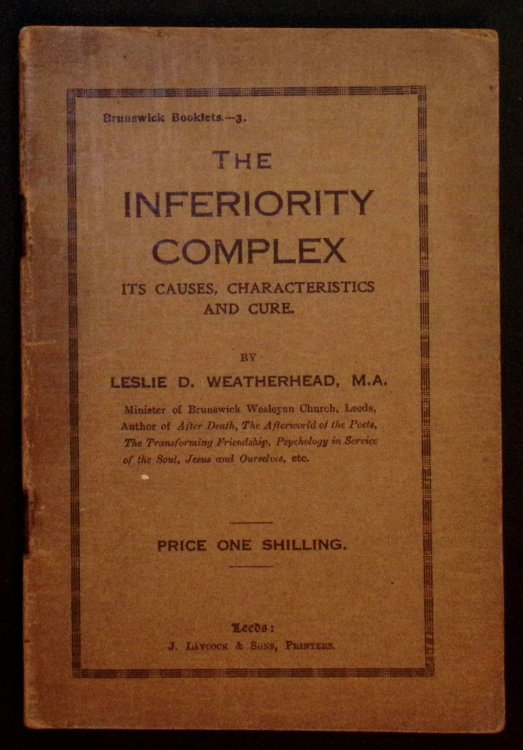 Brunswick Booklets.—3.
THE
INFERIORITY
COMPLEX
ITS CAUSES, CHARACTERISTICS
AND CURE.
BY
LESLIE D. WEATHERHEAD, M.A.
Minister of Brunswick Wesleyan Church, Leeds,
Author of After Death, The Afterworld of the Poets,
The Transforming Friendship, Psychology in Service
of the Soul, Jesus and Ourselves, etc.
PRICE ONE SHILLING.
Leeds:
J. LAYCOCK & SONS, PRINTERS.